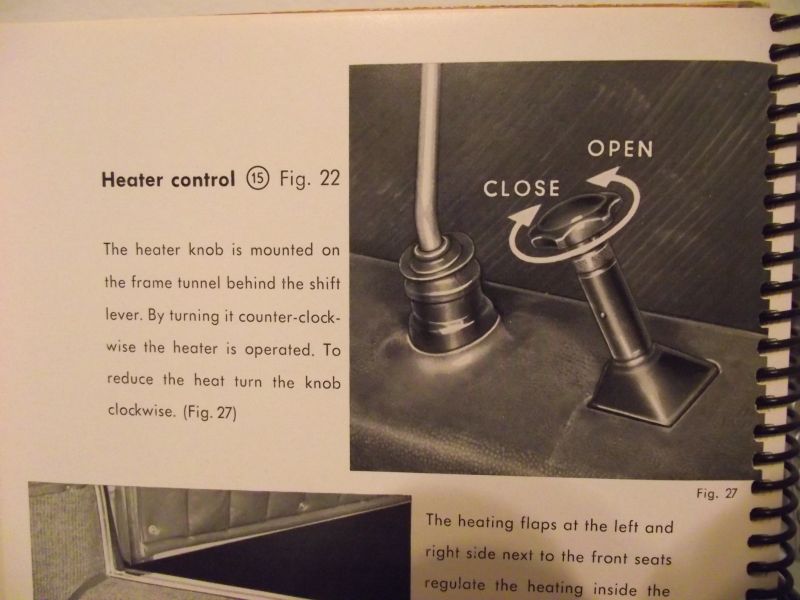 Heater control 15 Fig. 22
The heater knob is mounted on
the frame tunnel behind the shift
lever. By turning it counter-clock-
wise the heater is operated. To
reduce the heat turn the knob
clockwise. (Fig. 27)
OPEN
CLOSE
Fig. 27
The heating flaps at the left and
right side next to the front seats
regulate the heating inside the